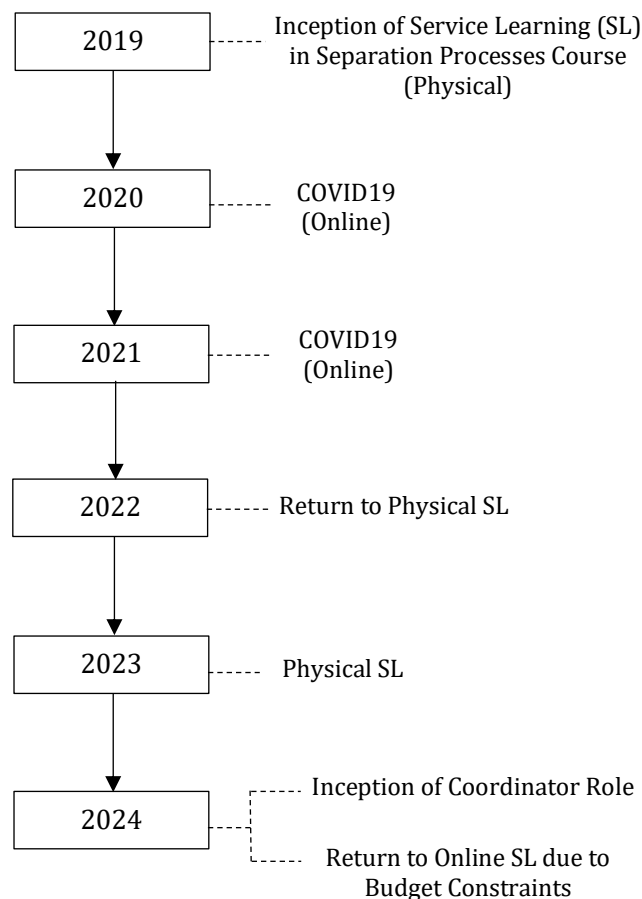 2019
Inception of Service Learning (SL)
in Separation Processes Course
(Physical)
2020
COVID19
(Online)
2021
COVID19
(Online)
2022
Return to Physical SL
2023
Physical SL
2024
Inception of Coordinator Role
Return to Online SL due to
Budget Constraints